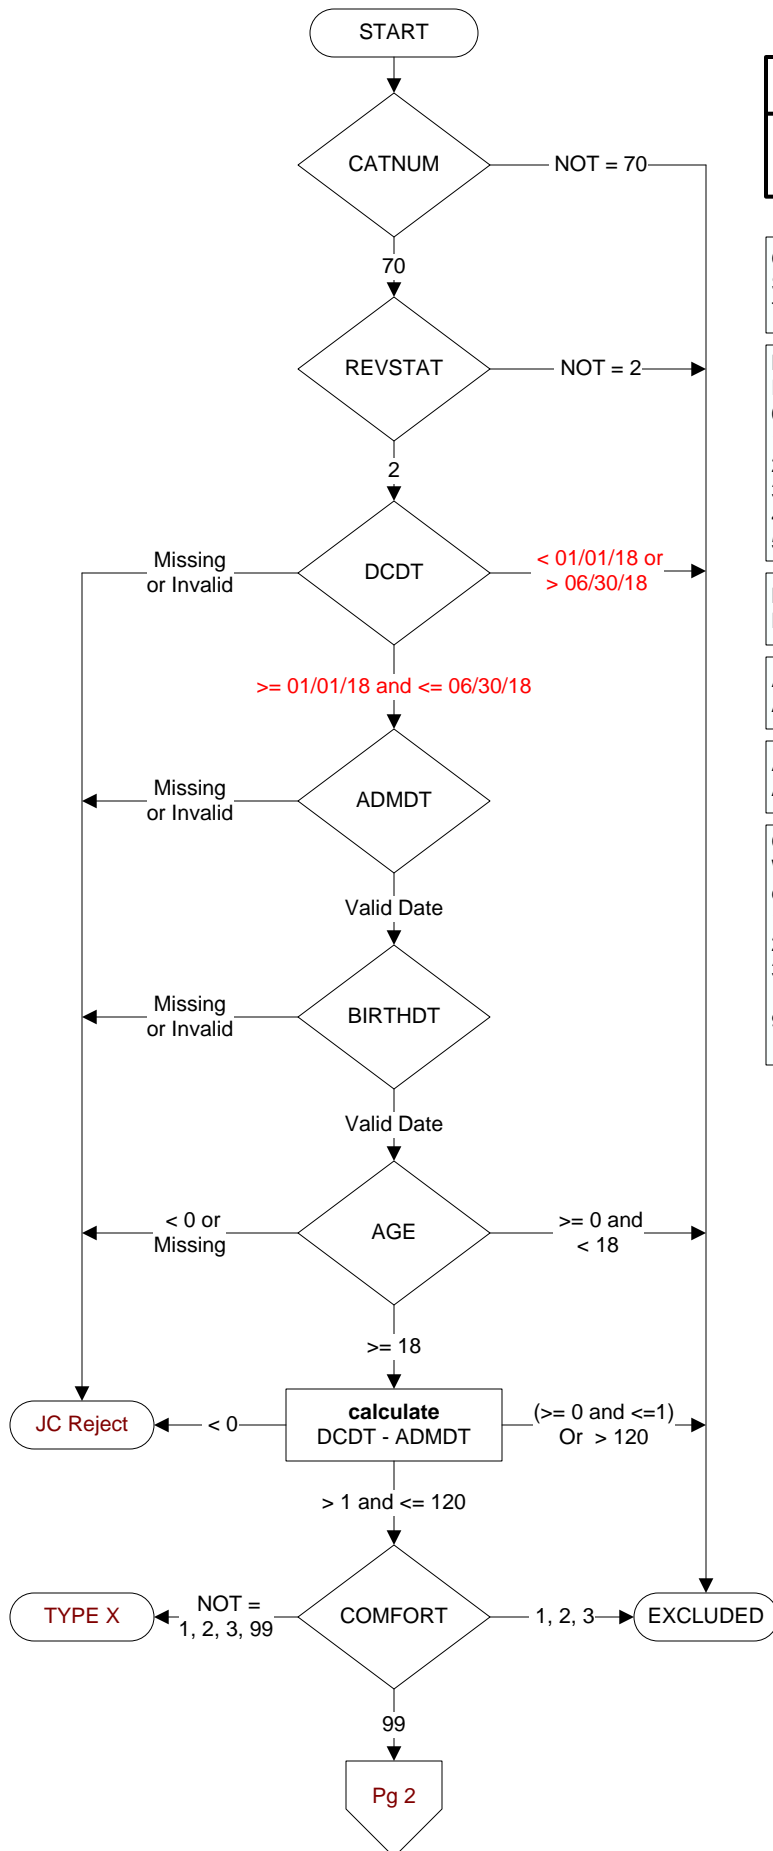 START
CATNUM
NOT = 70
70
REVSTAT
NOT = 2
2
Missing
or Invalid
DCDT
< 01/01/18 or
> 06/30/18
>= 01/01/18 and <= 06/30/18
Missing
or Invalid
ADMDT
Valid Date
Missing
or Invalid
BIRTHDT
Valid Date
< 0 or
Missing
AGE
>= 0 and
< 18
>= 18
JC Reject
< 0
calculate
DCDT - ADMDT
(>= 0 and <=1)
Or > 120
> 1 and <= 120
TYPE X
NOT =
1, 2, 3, 99
COMFORT
1, 2, 3
EXCLUDED
99
Pg 2